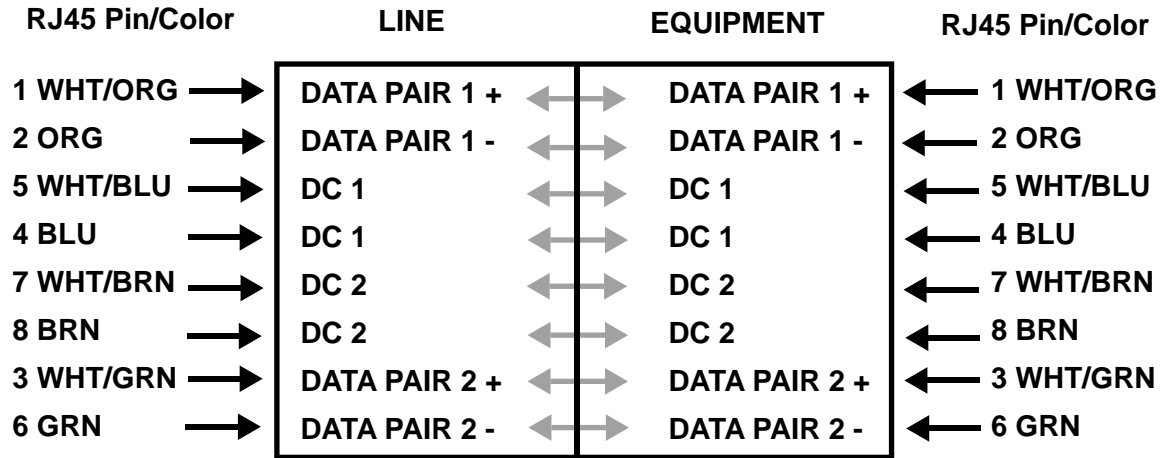 RJ45 Pin/Color LINE EQUIPMENT RJ45 Pin/Color
1 WHT/ORG DATA PAIR 1 + DATA PAIR 1 + 1 WHT/ORG
2 ORG DATA PAIR 1 - DATA PAIR 1 - 2 ORG
5 WHT/BLU DC 1 DC 1 5 WHT/BLU
4 BLU DC 1 DC 1 4 BLU
7 WHT/BRN DC 2 DC 2 7 WHT/BRN
8 BRN DC 2 DC 2 8 BRN
3 WHT/GRN DATA PAIR 2 + DATA PAIR 2 + 3 WHT/GRN
6 GRN DATA PAIR 2 - DATA PAIR 2 - 6 GRN